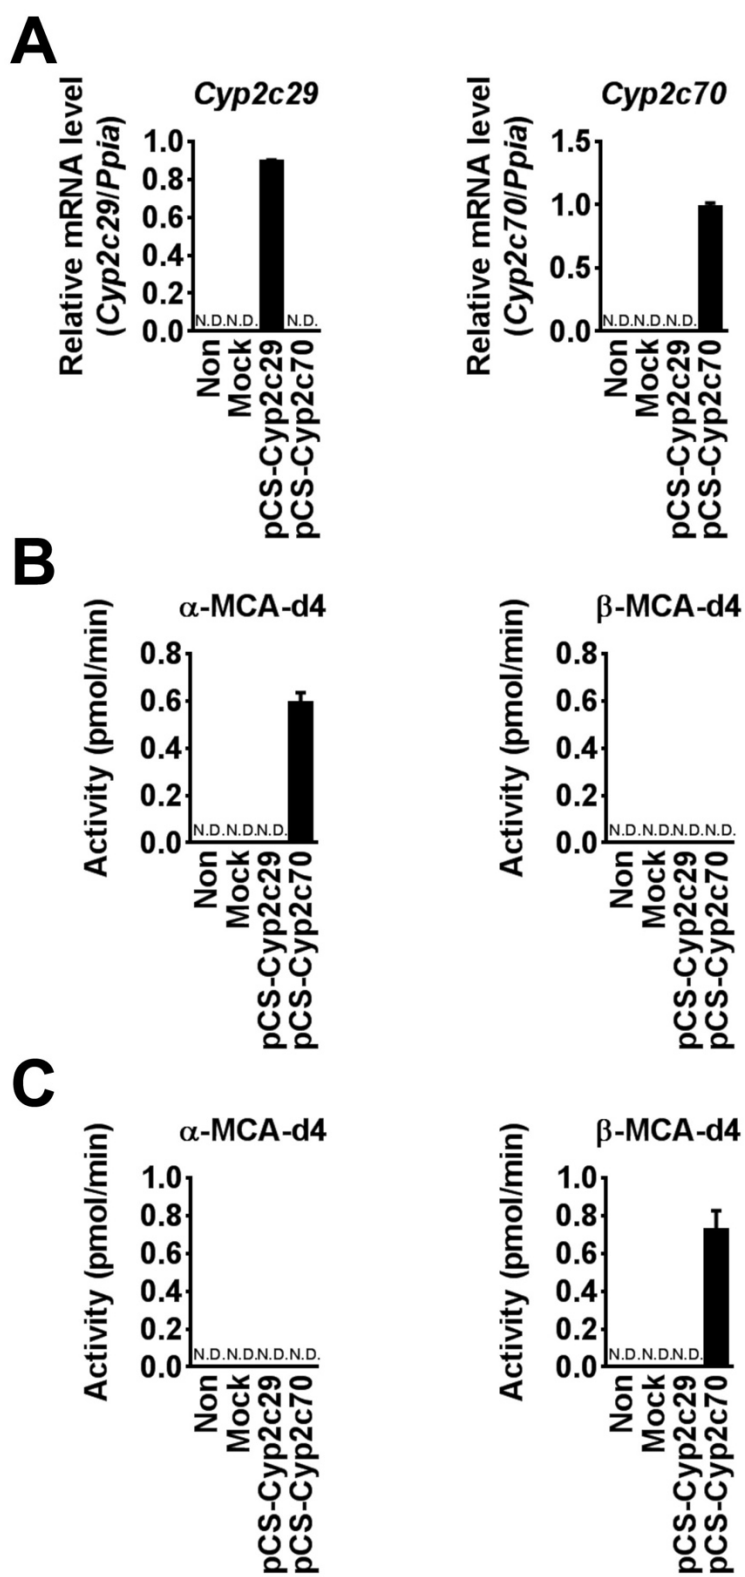 A
Cyp2c29
Relative mRNA level
(Cyp2c29/Ppia)
1.0
0.8
0.6
0.4
0.2
0.0
N.D. N.D. N.D.
Non
Mock
pCS-Cyp2c29
pCS-Cyp2c70
Cyp2c70
Relative mRNA level
(Cyp2c70/Ppia)
1.5
1.0
0.5
0.0
N.D. N.D. N.D.
Non
Mock
pCS-Cyp2c29
pCS-Cyp2c70
B
α-MCA-d4
Activity (pmol/min)
0.8
0.6
0.4
0.2
0.0
N.D. N.D. N.D.
Non
Mock
pCS-Cyp2c29
pCS-Cyp2c70
β-MCA-d4
Activity (pmol/min)
0.8
0.6
0.4
0.2
0.0
N.D. N.D. N.D. N.D.
Non
Mock
pCS-Cyp2c29
pCS-Cyp2c70
C
α-MCA-d4
Activity (pmol/min)
1.0
0.8
0.6
0.4
0.2
0.0
N.D. N.D. N.D. N.D.
Non
Mock
pCS-Cyp2c29
pCS-Cyp2c70
β-MCA-d4
Activity (pmol/min)
1.0
0.8
0.6
0.4
0.2
0.0
N.D. N.D. N.D.
Non
Mock
pCS-Cyp2c29
pCS-Cyp2c70